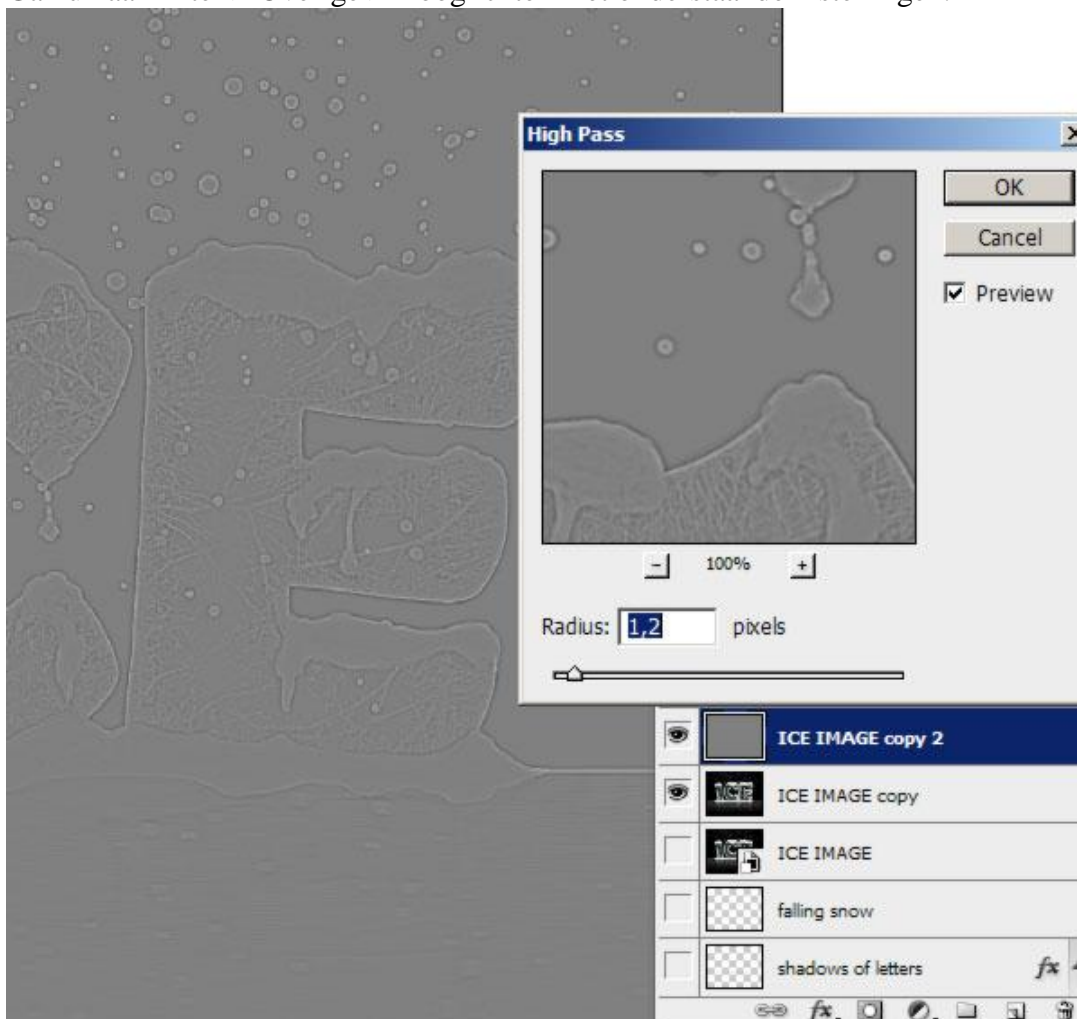 High Pass
OK
Cancel
Preview
- 100% +
Radius: 1,2 pixels
ICE IMAGE copy 2
ICE IMAGE copy
ICE IMAGE
falling snow
shadows of letters fx
fx